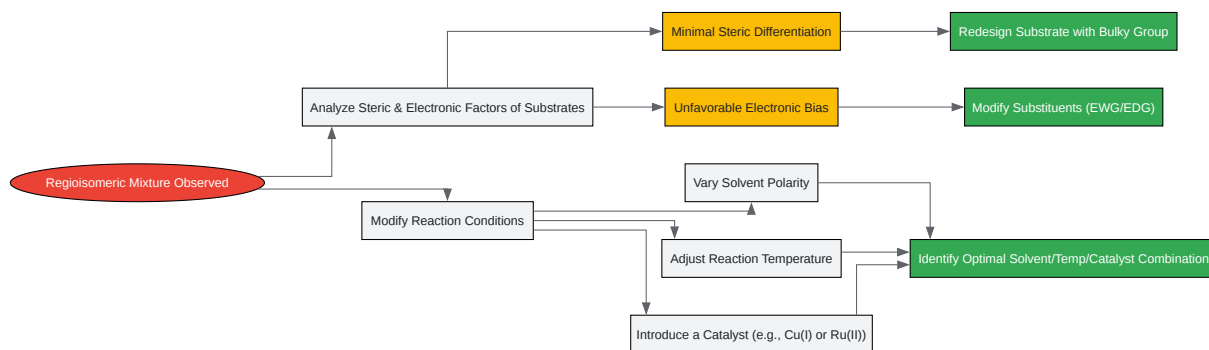 Minimal Steric Differentiation
Redesign Substrate with Bulky Group
Analyze Steric & Electronic Factors of Substrates
Unfavorable Electronic Bias
Modify Substituents (EWG/EDG)
Regioisomeric Mixture Observed
Vary Solvent Polarity
Modify Reaction Conditions
Adjust Reaction Temperature
Identify Optimal Solvent/Temp/Catalyst Combination
Introduce a Catalyst (e.g., Cu(I) or Ru(II))